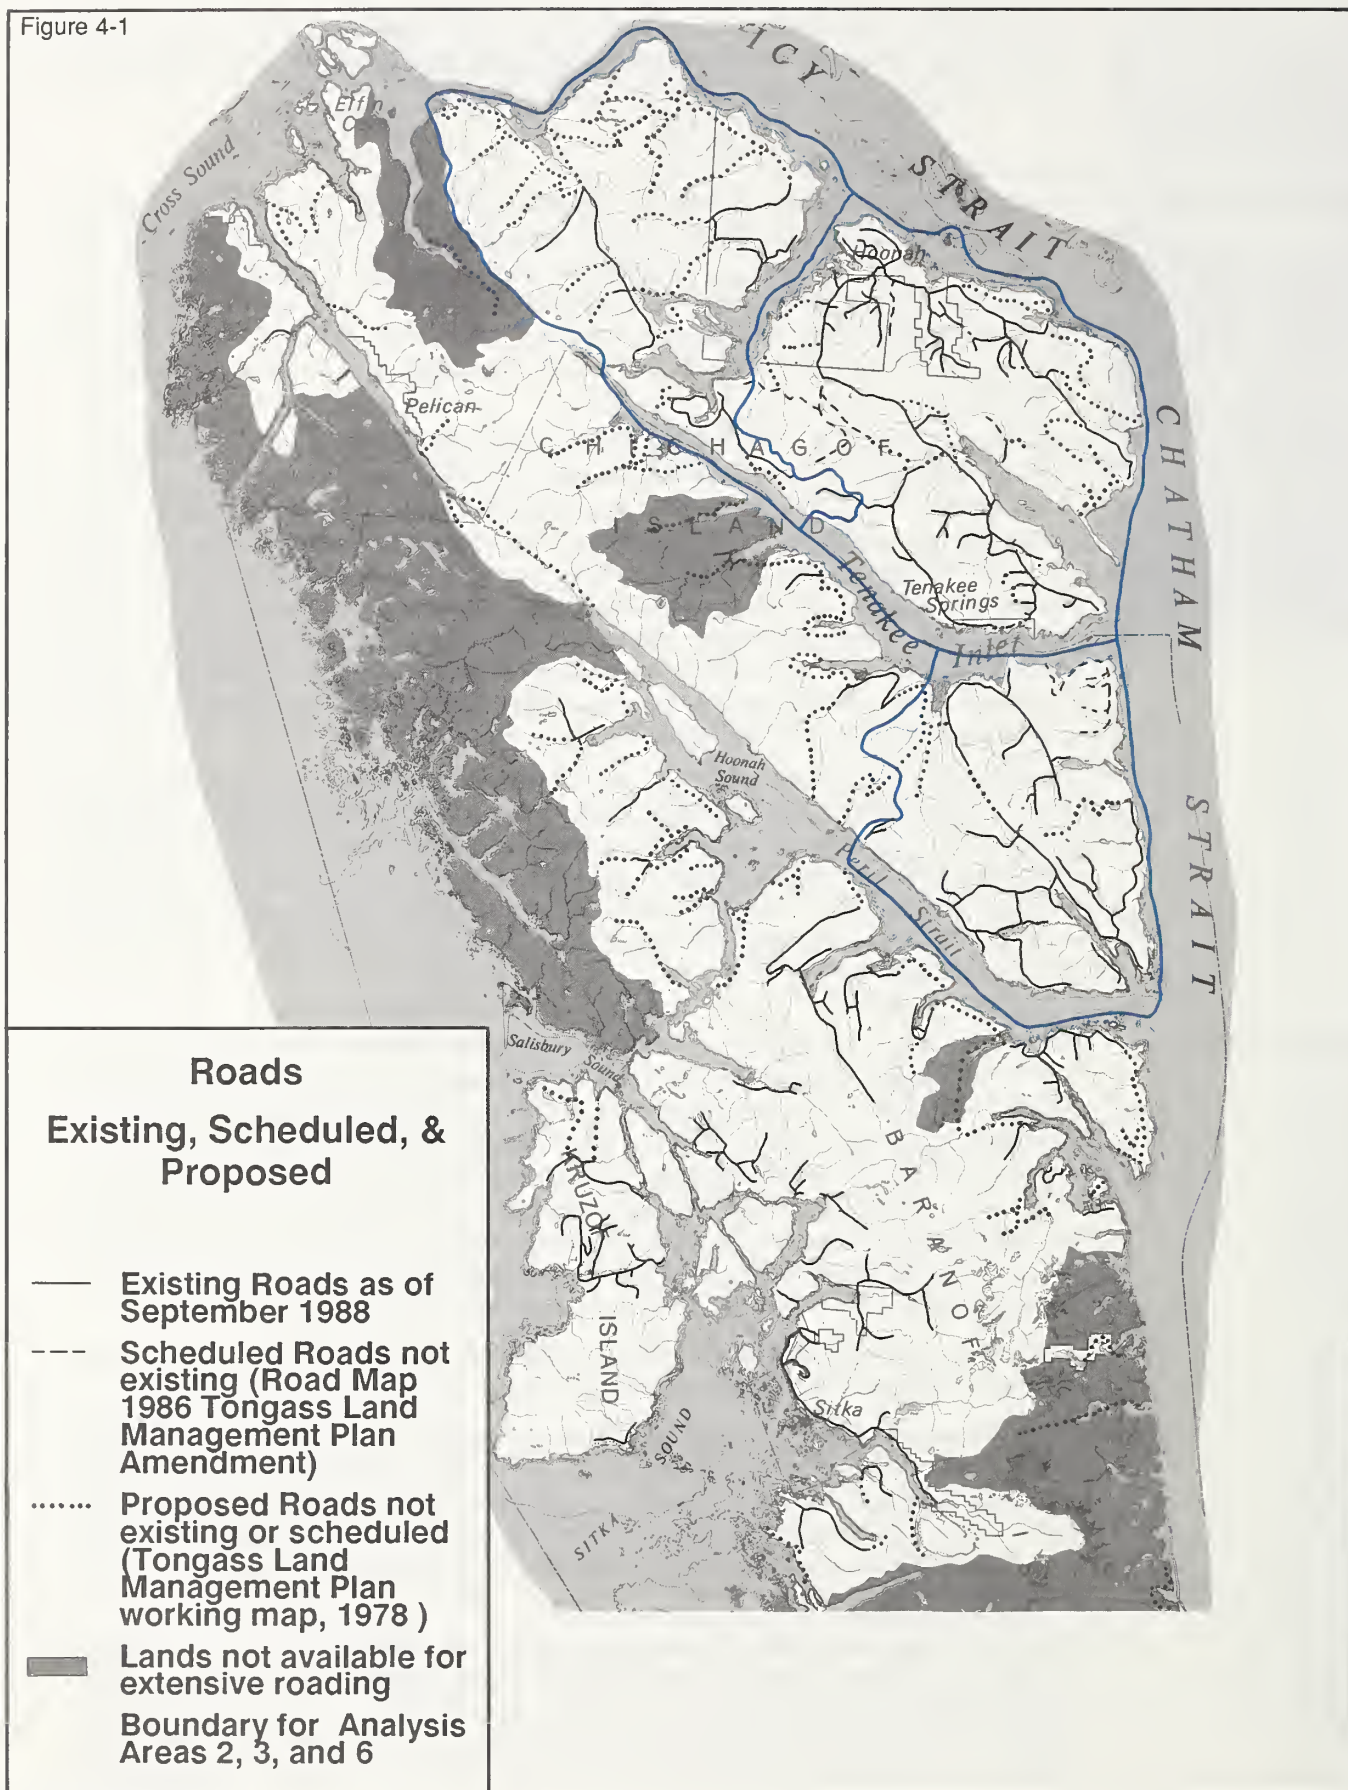 Figure 4-1
ICY
STRAIT
Elfin
C
Cross Sound
Hoonah
Pelican
CHICHAGOF
ISLAND
CHATHAM
STRAIT
Tenakee
Inlet
Tenakee
Springs
Hoonah
Sound
Peril
Strait
Salisbury
Sound
BARANOF
KRUZOF
ISLAND
Sitka
SITKA
SOUND
Roads
Existing, Scheduled, &
Proposed
Existing Roads as of
September 1988
Scheduled Roads not
existing (Road Map
1986 Tongass Land
Management Plan
Amendment)
Proposed Roads not
existing or scheduled
(Tongass Land
Management Plan
working map, 1978 )
Lands not available for
extensive roading
Boundary for Analysis
Areas 2, 3, and 6